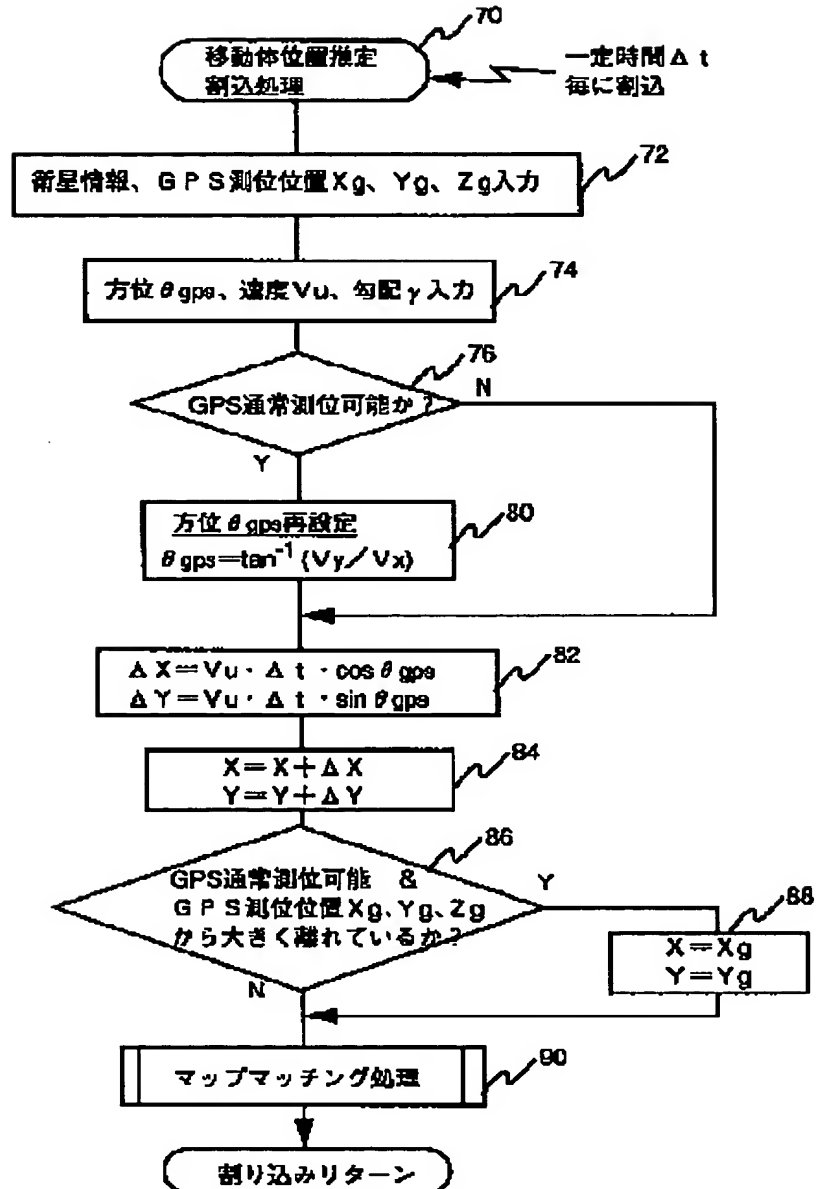 70
移動体位置推定
割込処理
一定時間Δt
毎に割込
72
衛星情報、GPS測位位置Xg、Yg、Zg入力
74
方位θgps、速度Vu、勾配γ入力
76
GPS通常測位可能か?
N
Y
80
方位θgps再設定
θgps=tan⁻¹(Vy/Vx)
82
ΔX=Vu・Δt・cosθgps
ΔY=Vu・Δt・sinθgps
84
X=X+ΔX
Y=Y+ΔY
86
GPS通常測位可能 &
GPS測位位置Xg、Yg、Zg
から大きく離れているか?
Y
N
88
X=Xg
Y=Yg
90
マップマッチング処理
割り込みリターン